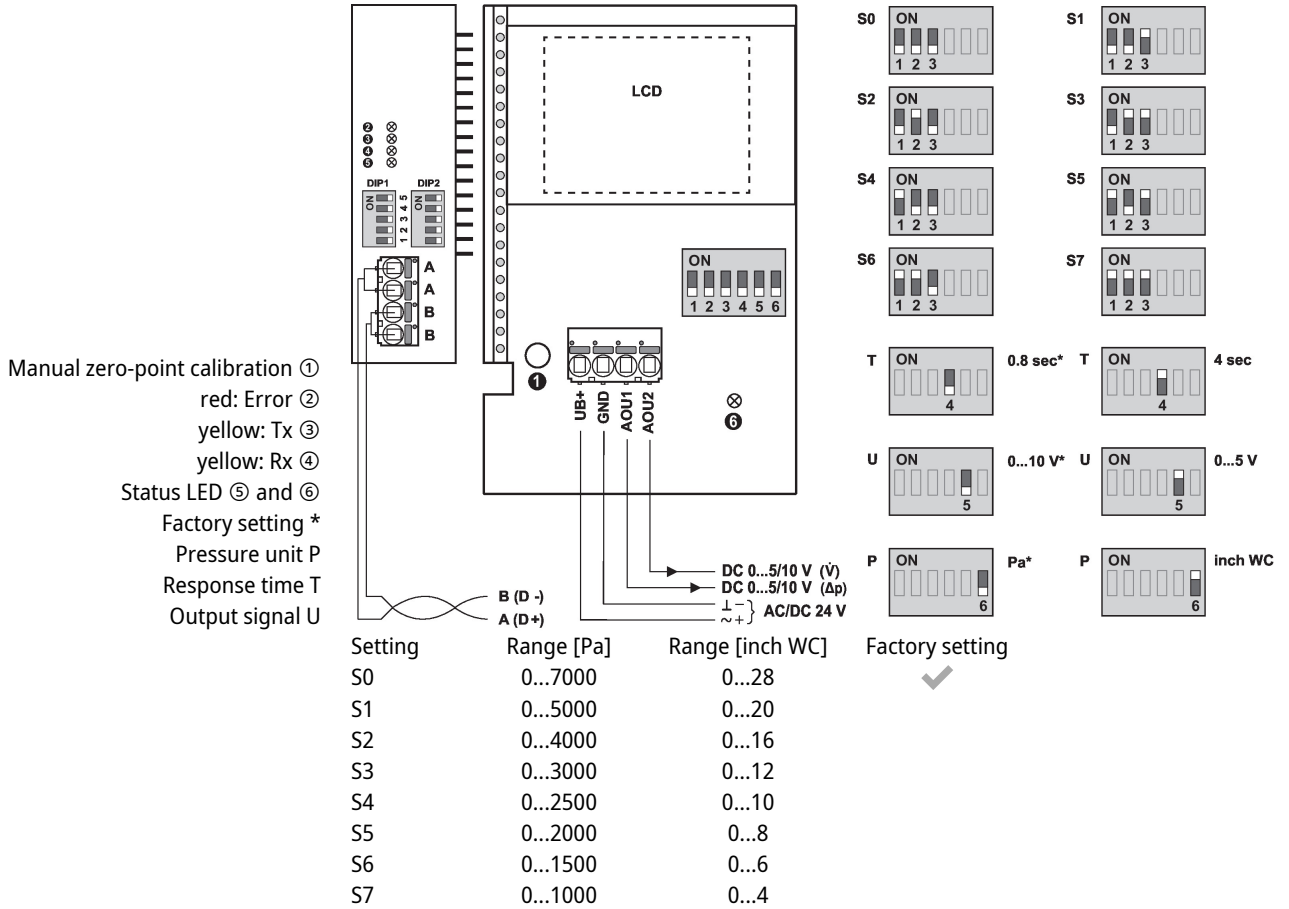 Manual zero-point calibration ①
red: Error ②
yellow: Tx ③
yellow: Rx ④
Status LED ⑤ and ⑥
Factory setting *
Pressure unit P
Response time T
Output signal U
❷
❸
❹
❺
DIP1
DIP2
ON
1 2 3 4 5
ON
A
A
B
B
LCD
ON
1 2 3 4 5 6
❶
❻
UB+
GND
AOU1
AOU2
DC 0...5/10 V (V̇)
DC 0...5/10 V (Δp)
⊥ −
~ + } AC/DC 24 V
B (D -)
A (D+)
S0
ON
1 2 3
S1
ON
1 2 3
S2
ON
1 2 3
S3
ON
1 2 3
S4
ON
1 2 3
S5
ON
1 2 3
S6
ON
1 2 3
S7
ON
1 2 3
T
ON
4
0.8 sec*
T
ON
4
4 sec
U
ON
5
0...10 V*
U
ON
5
0...5 V
P
ON
6
Pa*
P
ON
6
inch WC
Setting Range [Pa] Range [inch WC] Factory setting
S0 0...7000 0...28 ✔
S1 0...5000 0...20
S2 0...4000 0...16
S3 0...3000 0...12
S4 0...2500 0...10
S5 0...2000 0...8
S6 0...1500 0...6
S7 0...1000 0...4